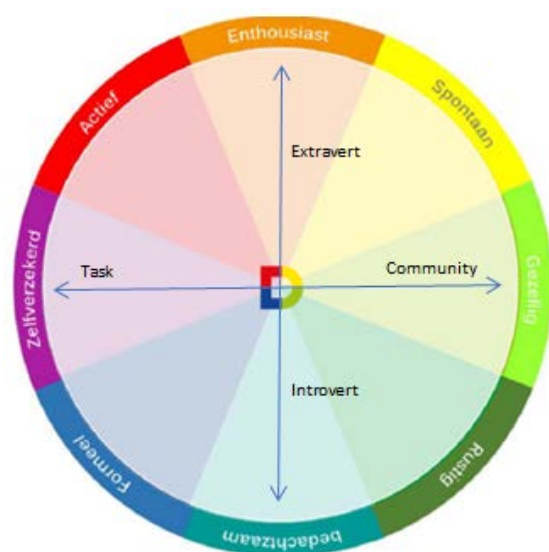 Enthousiast
Spontaan
Gezellig
Rustig
bedachtzaam
Formeel
Zelfverzekerd
Actief
Extravert
Task
Community
Introvert